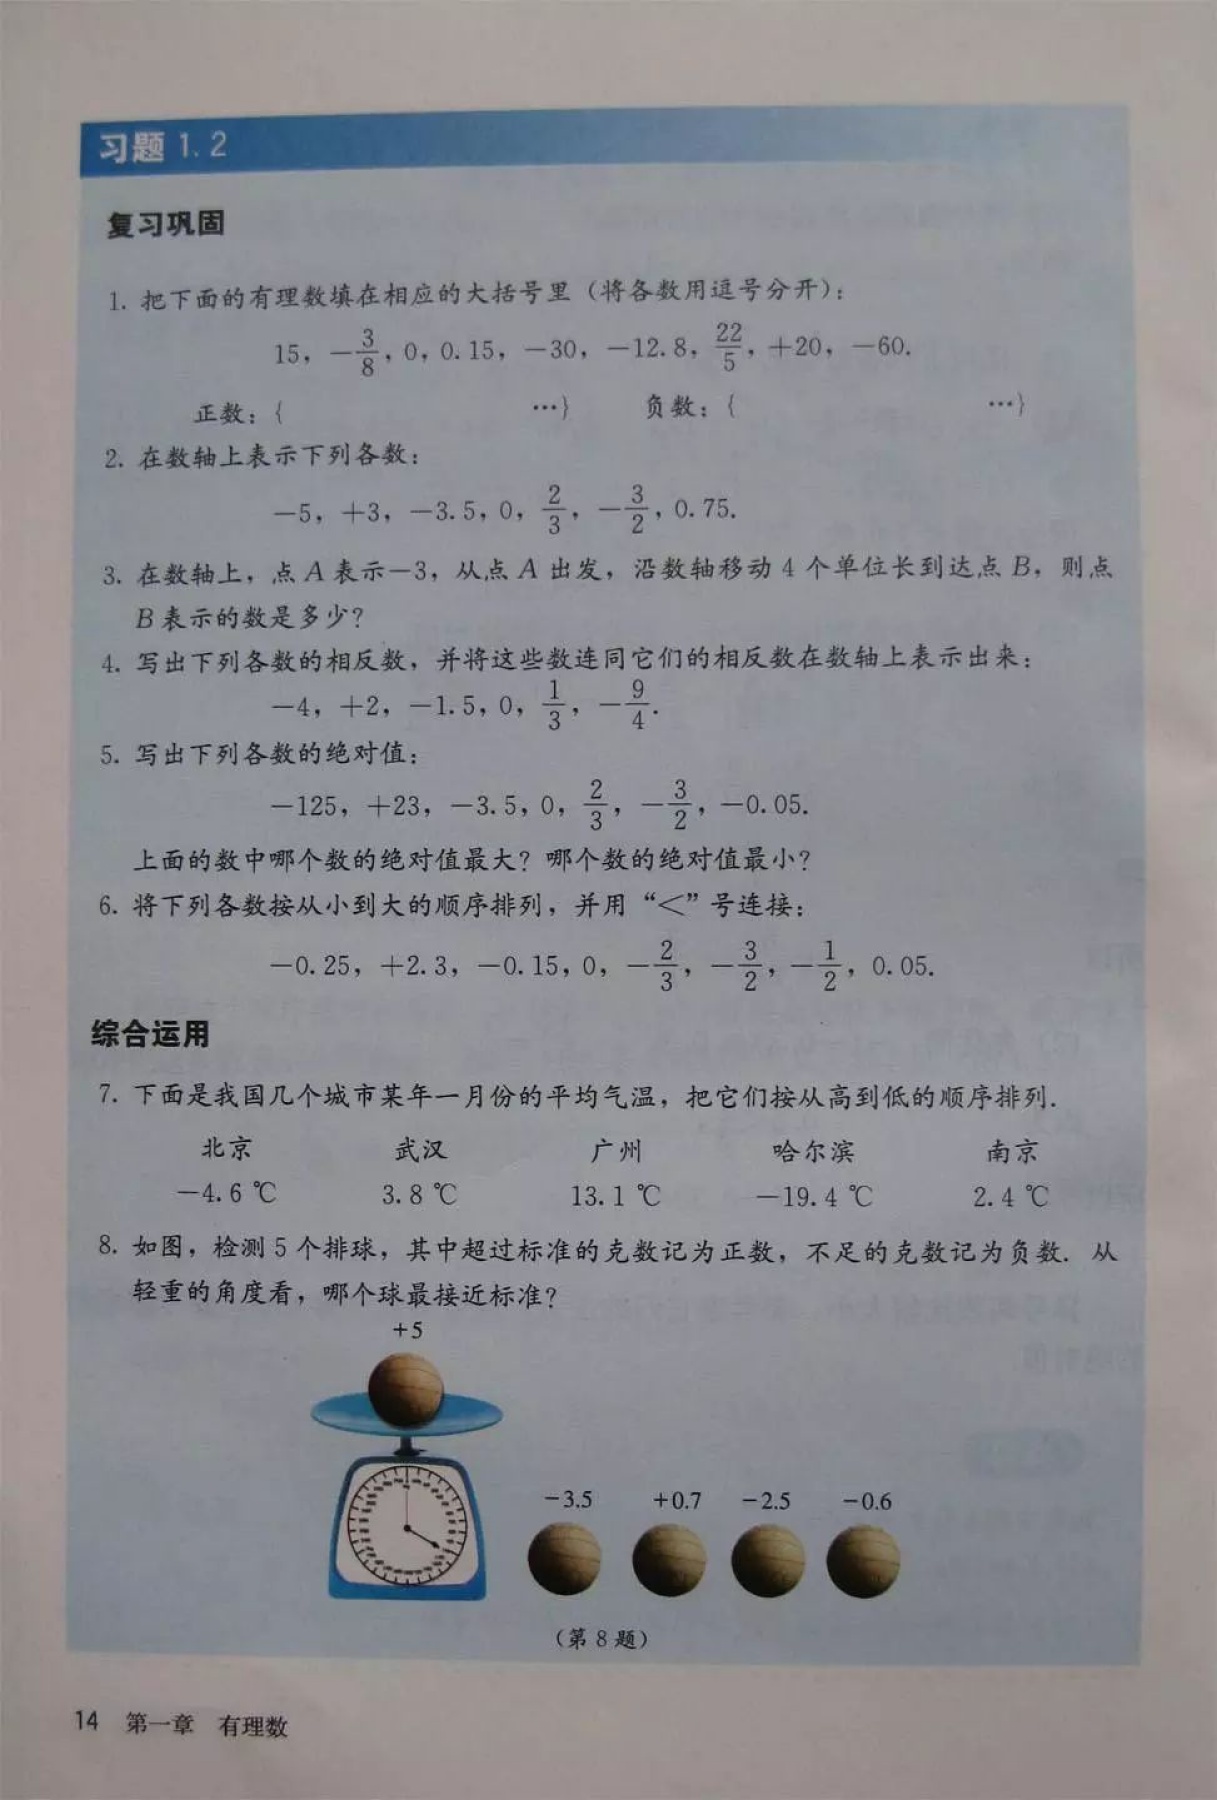 习题 1.2
复习巩固
1. 把下面的有理数填在相应的大括号里（将各数用逗号分开）：
15，－3/8，0，0.15，－30，－12.8，22/5，＋20，－60.
正数：｛ …｝ 负数：｛ …｝
2. 在数轴上表示下列各数：
－5，＋3，－3.5，0，2/3，－3/2，0.75.
3. 在数轴上，点 A 表示－3，从点 A 出发，沿数轴移动 4 个单位长到达点 B，则点
B 表示的数是多少？
4. 写出下列各数的相反数，并将这些数连同它们的相反数在数轴上表示出来：
－4，＋2，－1.5，0，1/3，－9/4.
5. 写出下列各数的绝对值：
－125，＋23，－3.5，0，2/3，－3/2，－0.05.
上面的数中哪个数的绝对值最大？哪个数的绝对值最小？
6. 将下列各数按从小到大的顺序排列，并用“＜”号连接：
－0.25，＋2.3，－0.15，0，－2/3，－3/2，－1/2，0.05.
综合运用
7. 下面是我国几个城市某年一月份的平均气温，把它们按从高到低的顺序排列.
北京 武汉 广州 哈尔滨 南京
－4.6 ℃ 3.8 ℃ 13.1 ℃ －19.4 ℃ 2.4 ℃
8. 如图，检测 5 个排球，其中超过标准的克数记为正数，不足的克数记为负数. 从
轻重的角度看，哪个球最接近标准？
+5
－3.5 +0.7 －2.5 －0.6
（第 8 题）
14 第一章 有理数